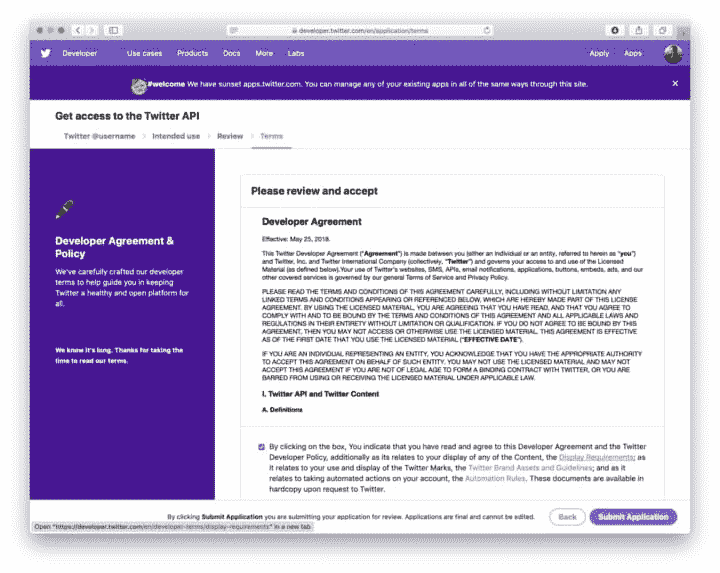 developer.twitter.com/en/application/terms
Developer Use cases Products Docs More Labs Apply Apps
#welcome We have sunset apps.twitter.com. You can manage any of your existing apps in all of the same ways through this site.
Get access to the Twitter API
Twitter @username > Intended use > Review > Terms
Developer Agreement &
Policy
We've carefully crafted our developer
terms to help guide you in keeping
Twitter a healthy and open platform for
all.
We know it's long. Thanks for taking the
time to read our terms.
Please review and accept
Developer Agreement
Effective: May 25, 2018.
This Twitter Developer Agreement ("Agreement") is made between you (either an individual or an entity, referred to herein as "you")
and Twitter, Inc. and Twitter International Company (collectively, "Twitter") and governs your access to and use of the Licensed
Material (as defined below).Your use of Twitter's websites, SMS, APIs, email notifications, applications, buttons, embeds, ads, and our
other covered services is governed by our general Terms of Service and Privacy Policy.
PLEASE READ THE TERMS AND CONDITIONS OF THIS AGREEMENT CAREFULLY, INCLUDING WITHOUT LIMITATION ANY
LINKED TERMS AND CONDITIONS APPEARING OR REFERENCED BELOW, WHICH ARE HEREBY MADE PART OF THIS LICENSE
AGREEMENT. BY USING THE LICENSED MATERIAL, YOU ARE AGREEING THAT YOU HAVE READ, AND THAT YOU AGREE TO
COMPLY WITH AND TO BE BOUND BY THE TERMS AND CONDITIONS OF THIS AGREEMENT AND ALL APPLICABLE LAWS AND
REGULATIONS IN THEIR ENTIRETY WITHOUT LIMITATION OR QUALIFICATION. IF YOU DO NOT AGREE TO BE BOUND BY THIS
AGREEMENT, THEN YOU MAY NOT ACCESS OR OTHERWISE USE THE LICENSED MATERIAL. THIS AGREEMENT IS EFFECTIVE
AS OF THE FIRST DATE THAT YOU USE THE LICENSED MATERIAL ("EFFECTIVE DATE").
IF YOU ARE AN INDIVIDUAL REPRESENTING AN ENTITY, YOU ACKNOWLEDGE THAT YOU HAVE THE APPROPRIATE AUTHORITY
TO ACCEPT THIS AGREEMENT ON BEHALF OF SUCH ENTITY. YOU MAY NOT USE THE LICENSED MATERIAL AND MAY NOT
ACCEPT THIS AGREEMENT IF YOU ARE NOT OF LEGAL AGE TO FORM A BINDING CONTRACT WITH TWITTER, OR YOU ARE
BARRED FROM USING OR RECEIVING THE LICENSED MATERIAL UNDER APPLICABLE LAW.
I. Twitter API and Twitter Content
A. Definitions
By clicking on the box, You indicate that you have read and agree to this Developer Agreement and the Twitter
Developer Policy, additionally as its relates to your display of any of the Content, the Display Requirements; as
it relates to your use and display of the Twitter Marks, the Twitter Brand Assets and Guidelines; and as it
relates to taking automated actions on your account, the Automation Rules. These documents are available in
hardcopy upon request to Twitter.
By clicking Submit Application you are submitting your application for review. Applications are final and cannot be edited. Back Submit Application
Open "https://developer.twitter.com/en/developer-terms/display-requirements" in a new tab